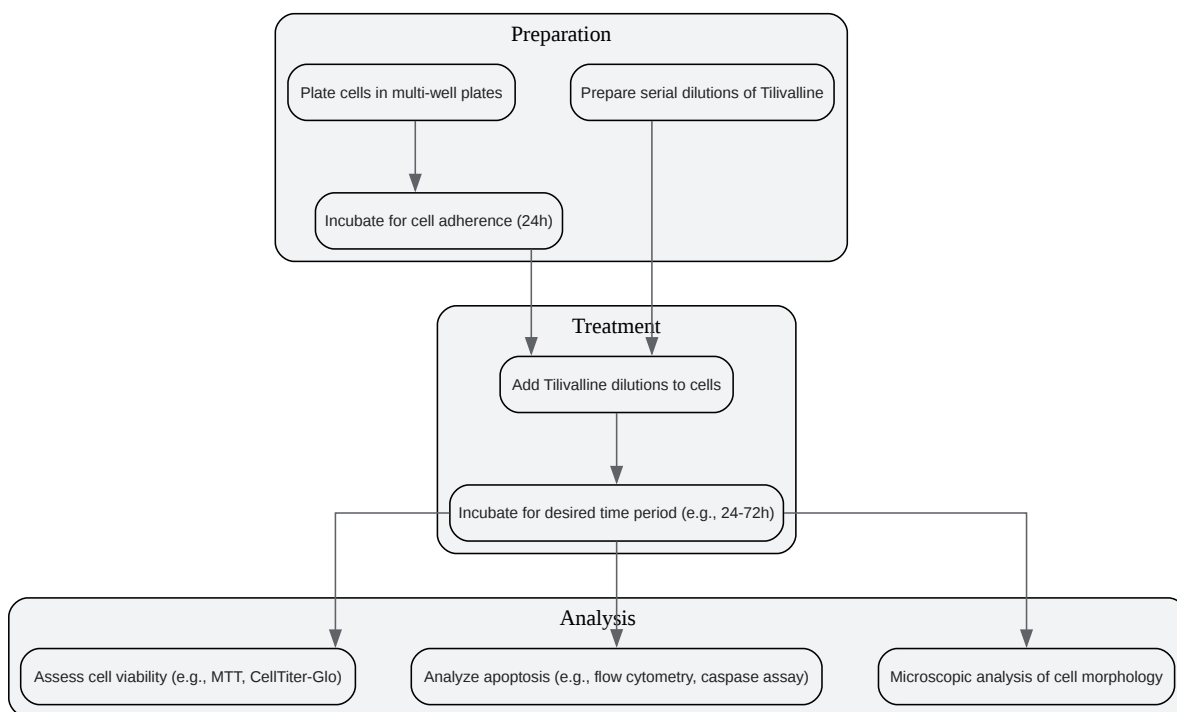 Preparation
Plate cells in multi-well plates
Prepare serial dilutions of Tilivalline
Incubate for cell adherence (24h)
Treatment
Add Tilivalline dilutions to cells
Incubate for desired time period (e.g., 24-72h)
Analysis
Assess cell viability (e.g., MTT, CellTiter-Glo)
Analyze apoptosis (e.g., flow cytometry, caspase assay)
Microscopic analysis of cell morphology